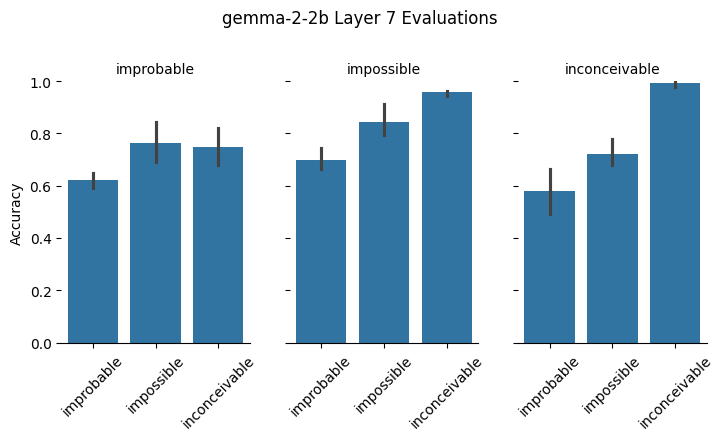 gemma-2-2b Layer 7 Evaluations
improbable
impossible
inconceivable
Accuracy
1.0
0.8
0.6
0.4
0.2
0.0
improbable
impossible
inconceivable
improbable
impossible
inconceivable
improbable
impossible
inconceivable